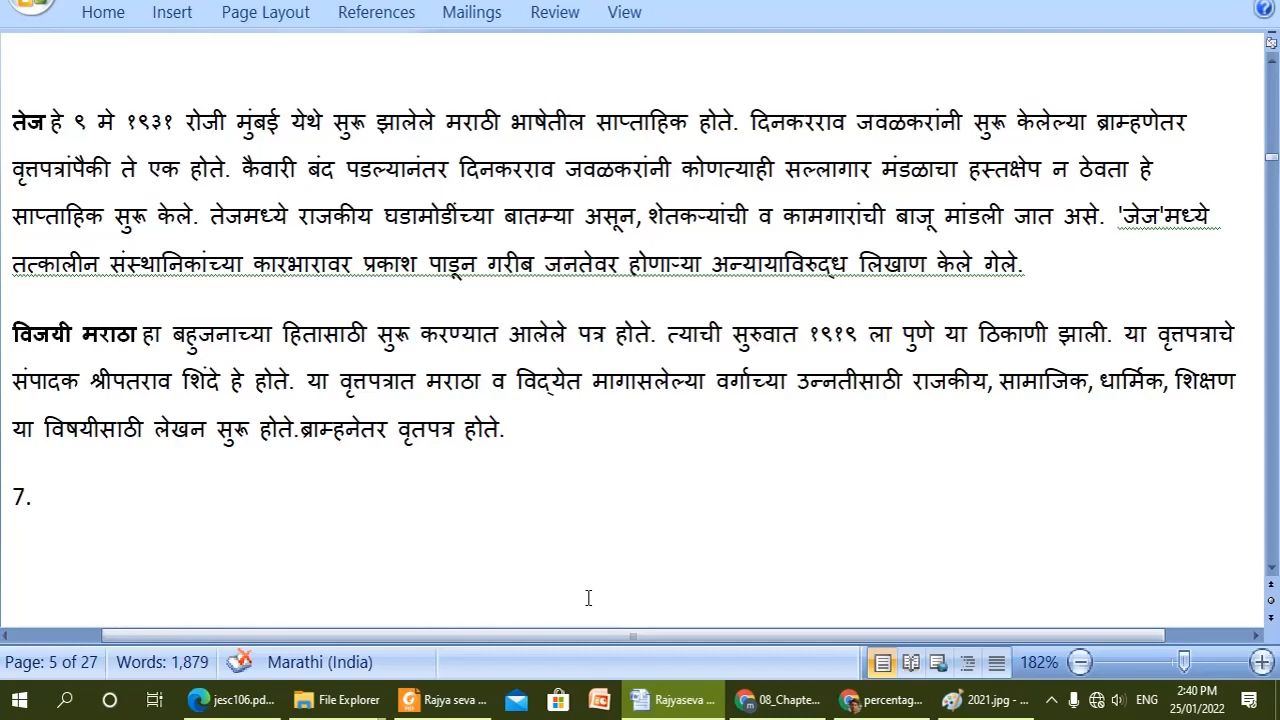 Home Insert Page Layout References Mailings Review View
तेज हे ९ मे १९३१ रोजी मुंबई येथे सुरू झालेले मराठी भाषेतील साप्ताहिक होते. दिनकरराव जवळकरांनी सुरू केलेल्या ब्राम्हणेतर
वृत्तपत्रांपैकी ते एक होते. कैवारी बंद पडल्यानंतर दिनकरराव जवळकरांनी कोणत्याही सल्लागार मंडळाचा हस्तक्षेप न ठेवता हे
साप्ताहिक सुरू केले. तेजमध्ये राजकीय घडामोडींच्या बातम्या असून, शेतकऱ्यांची व कामगारांची बाजू मांडली जात असे. 'जेज'मध्ये
तत्कालीन संस्थानिकांच्या कारभारावर प्रकाश पाडून गरीब जनतेवर होणाऱ्या अन्यायाविरुद्ध लिखाण केले गेले.
विजयी मराठा हा बहुजनाच्या हितासाठी सुरू करण्यात आलेले पत्र होते. त्याची सुरुवात १९१९ ला पुणे या ठिकाणी झाली. या वृत्तपत्राचे
संपादक श्रीपतराव शिंदे हे होते. या वृत्तपत्रात मराठा व विद्येत मागासलेल्या वर्गाच्या उन्नतीसाठी राजकीय, सामाजिक, धार्मिक, शिक्षण
या विषयीसाठी लेखन सुरू होते.ब्राम्हनेतर वृतपत्र होते.
7.
Page: 5 of 27 Words: 1,879 Marathi (India) 182%
jesc106.pd... File Explorer Rajya seva ... Rajyaseva ... 08_Chapte... percentag... 2021.jpg - ... ENG 2:40 PM
25/01/2022